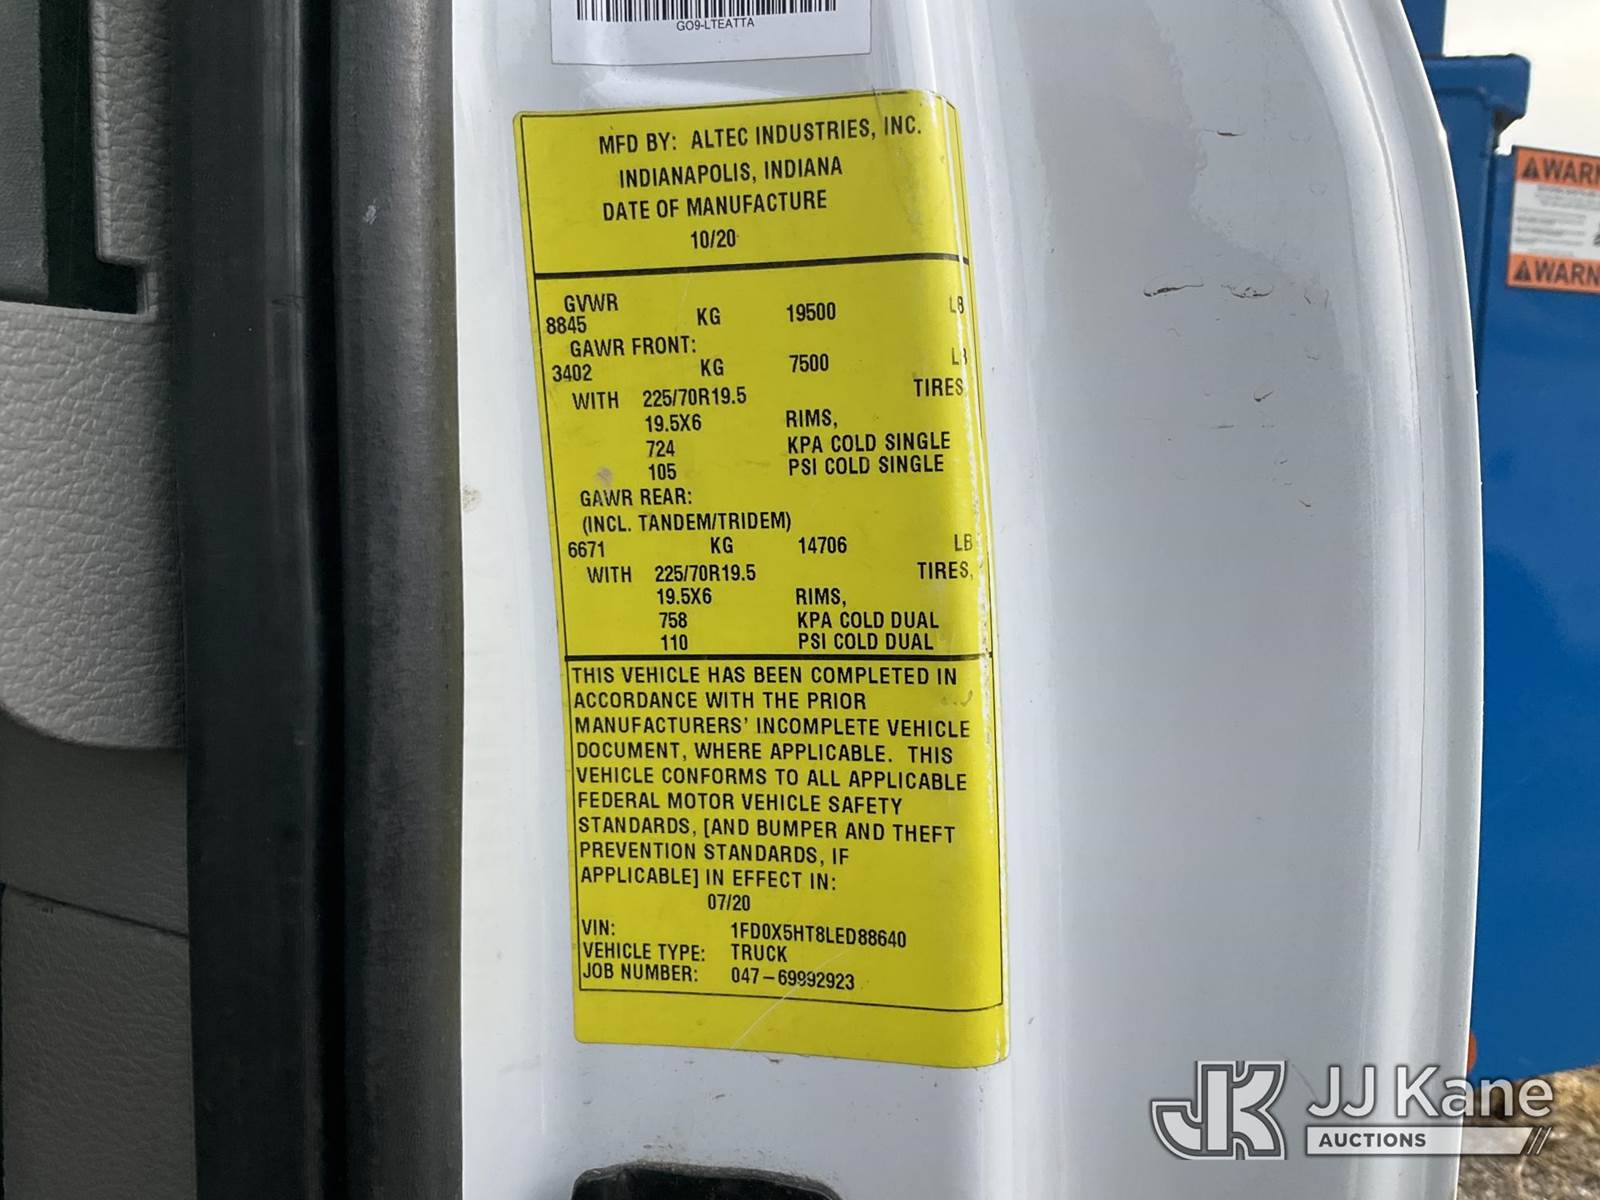 GO9-LTEATTA
MFD BY: ALTEC INDUSTRIES, INC.
INDIANAPOLIS, INDIANA
DATE OF MANUFACTURE
10/20
GVWR
8845 KG 19500 LB
GAWR FRONT:
3402 KG 7500 LB
WITH 225/70R19.5 TIRES,
19.5X6 RIMS,
724 KPA COLD SINGLE
105 PSI COLD SINGLE
GAWR REAR:
(INCL. TANDEM/TRIDEM)
6671 KG 14706 LB
WITH 225/70R19.5 TIRES,
19.5X6 RIMS,
758 KPA COLD DUAL
110 PSI COLD DUAL
THIS VEHICLE HAS BEEN COMPLETED IN
ACCORDANCE WITH THE PRIOR
MANUFACTURERS' INCOMPLETE VEHICLE
DOCUMENT, WHERE APPLICABLE. THIS
VEHICLE CONFORMS TO ALL APPLICABLE
FEDERAL MOTOR VEHICLE SAFETY
STANDARDS, [AND BUMPER AND THEFT
PREVENTION STANDARDS, IF
APPLICABLE] IN EFFECT IN:
07/20
VIN: 1FD0X5HT8LED88640
VEHICLE TYPE: TRUCK
JOB NUMBER: 047-69992923
WARN
WARN
JK JJ Kane
AUCTIONS